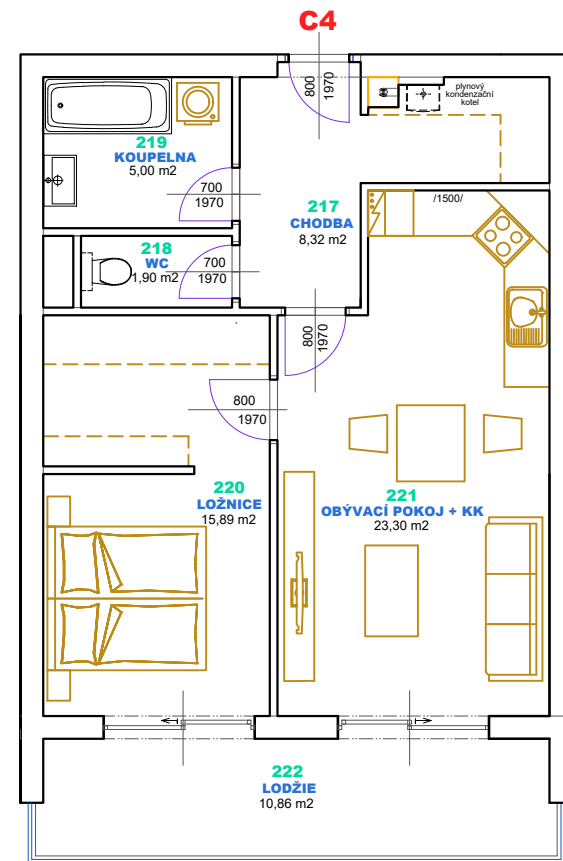 C4
800
1970
plynový
kondenzační
kotel
219
KOUPELNA
5,00 m2
700
1970
217
CHODBA
8,32 m2
/1500/
218
WC
1,90 m2
700
1970
800
1970
800
1970
220
LOŽNICE
15,89 m2
221
OBÝVACÍ POKOJ + KK
23,30 m2
222
LODŽIE
10,86 m2